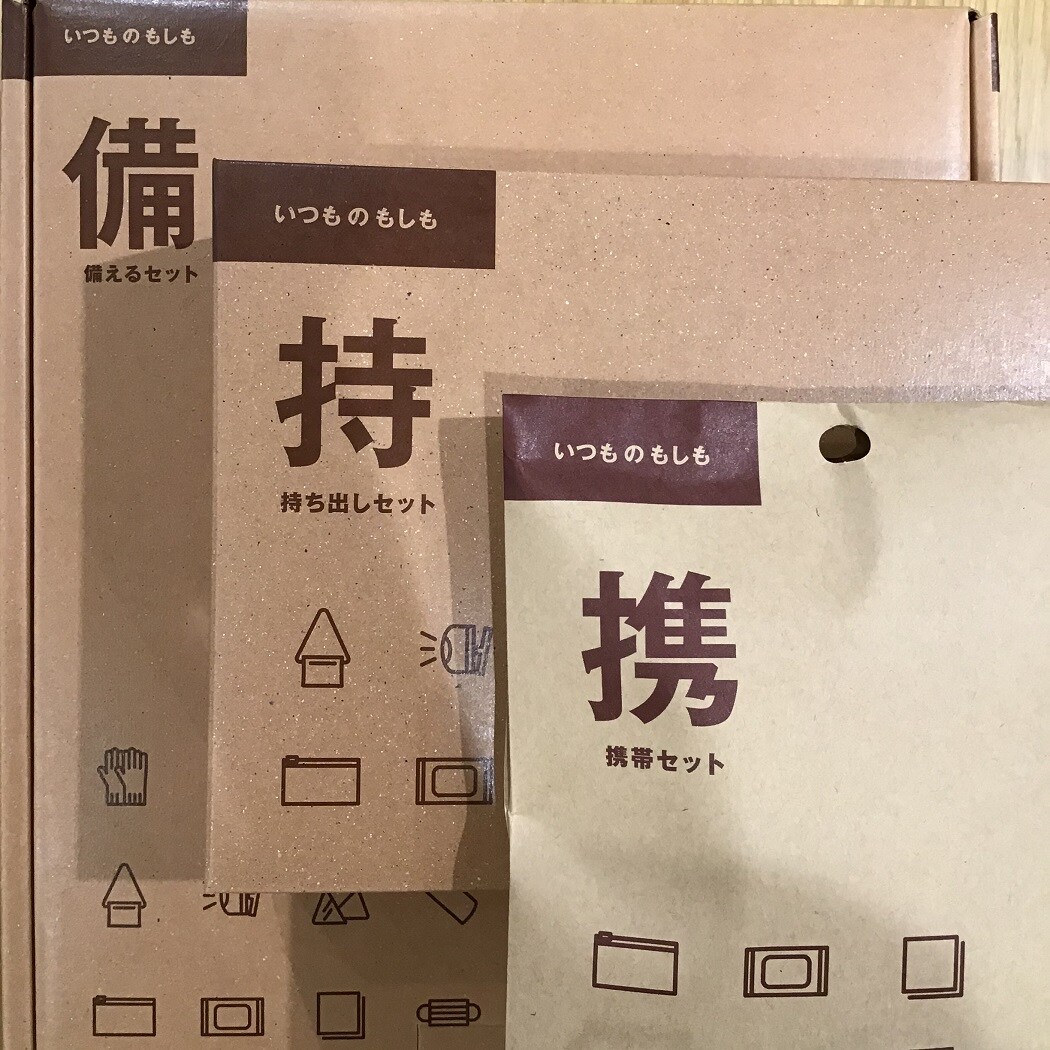 いつものもしも
備
備えるセット
いつものもしも
持
持ち出しセット
いつものもしも
携
携帯セット